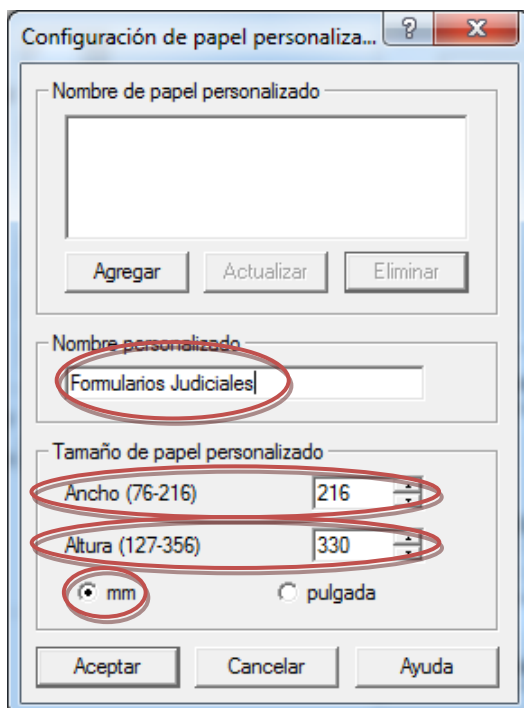 Configuración de papel personaliza...
Nombre de papel personalizado
Agregar Actualizar Eliminar
Nombre personalizado
Formularios Judiciales
Tamaño de papel personalizado
Ancho (76-216) 216
Altura (127-356) 330
mm pulgada
Aceptar Cancelar Ayuda